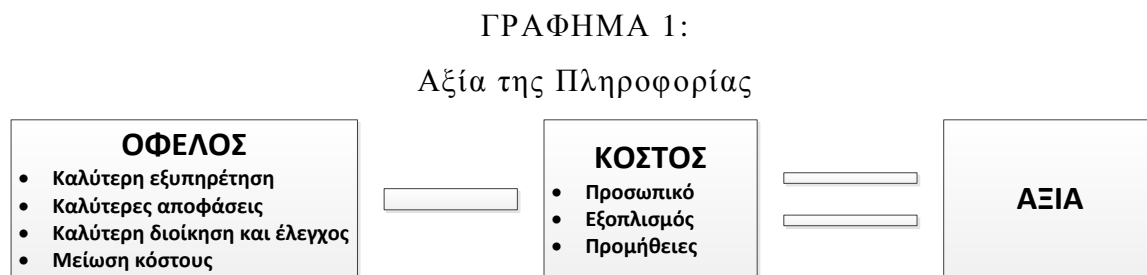 ΓΡΑΦΗΜΑ 1:
Αξία της Πληροφορίας
ΟΦΕΛΟΣ
• Καλύτερη εξυπηρέτηση
• Καλύτερες αποφάσεις
• Καλύτερη διοίκηση και έλεγχος
• Μείωση κόστους
ΚΟΣΤΟΣ
• Προσωπικό
• Εξοπλισμός
• Προμήθειες
ΑΞΙΑ